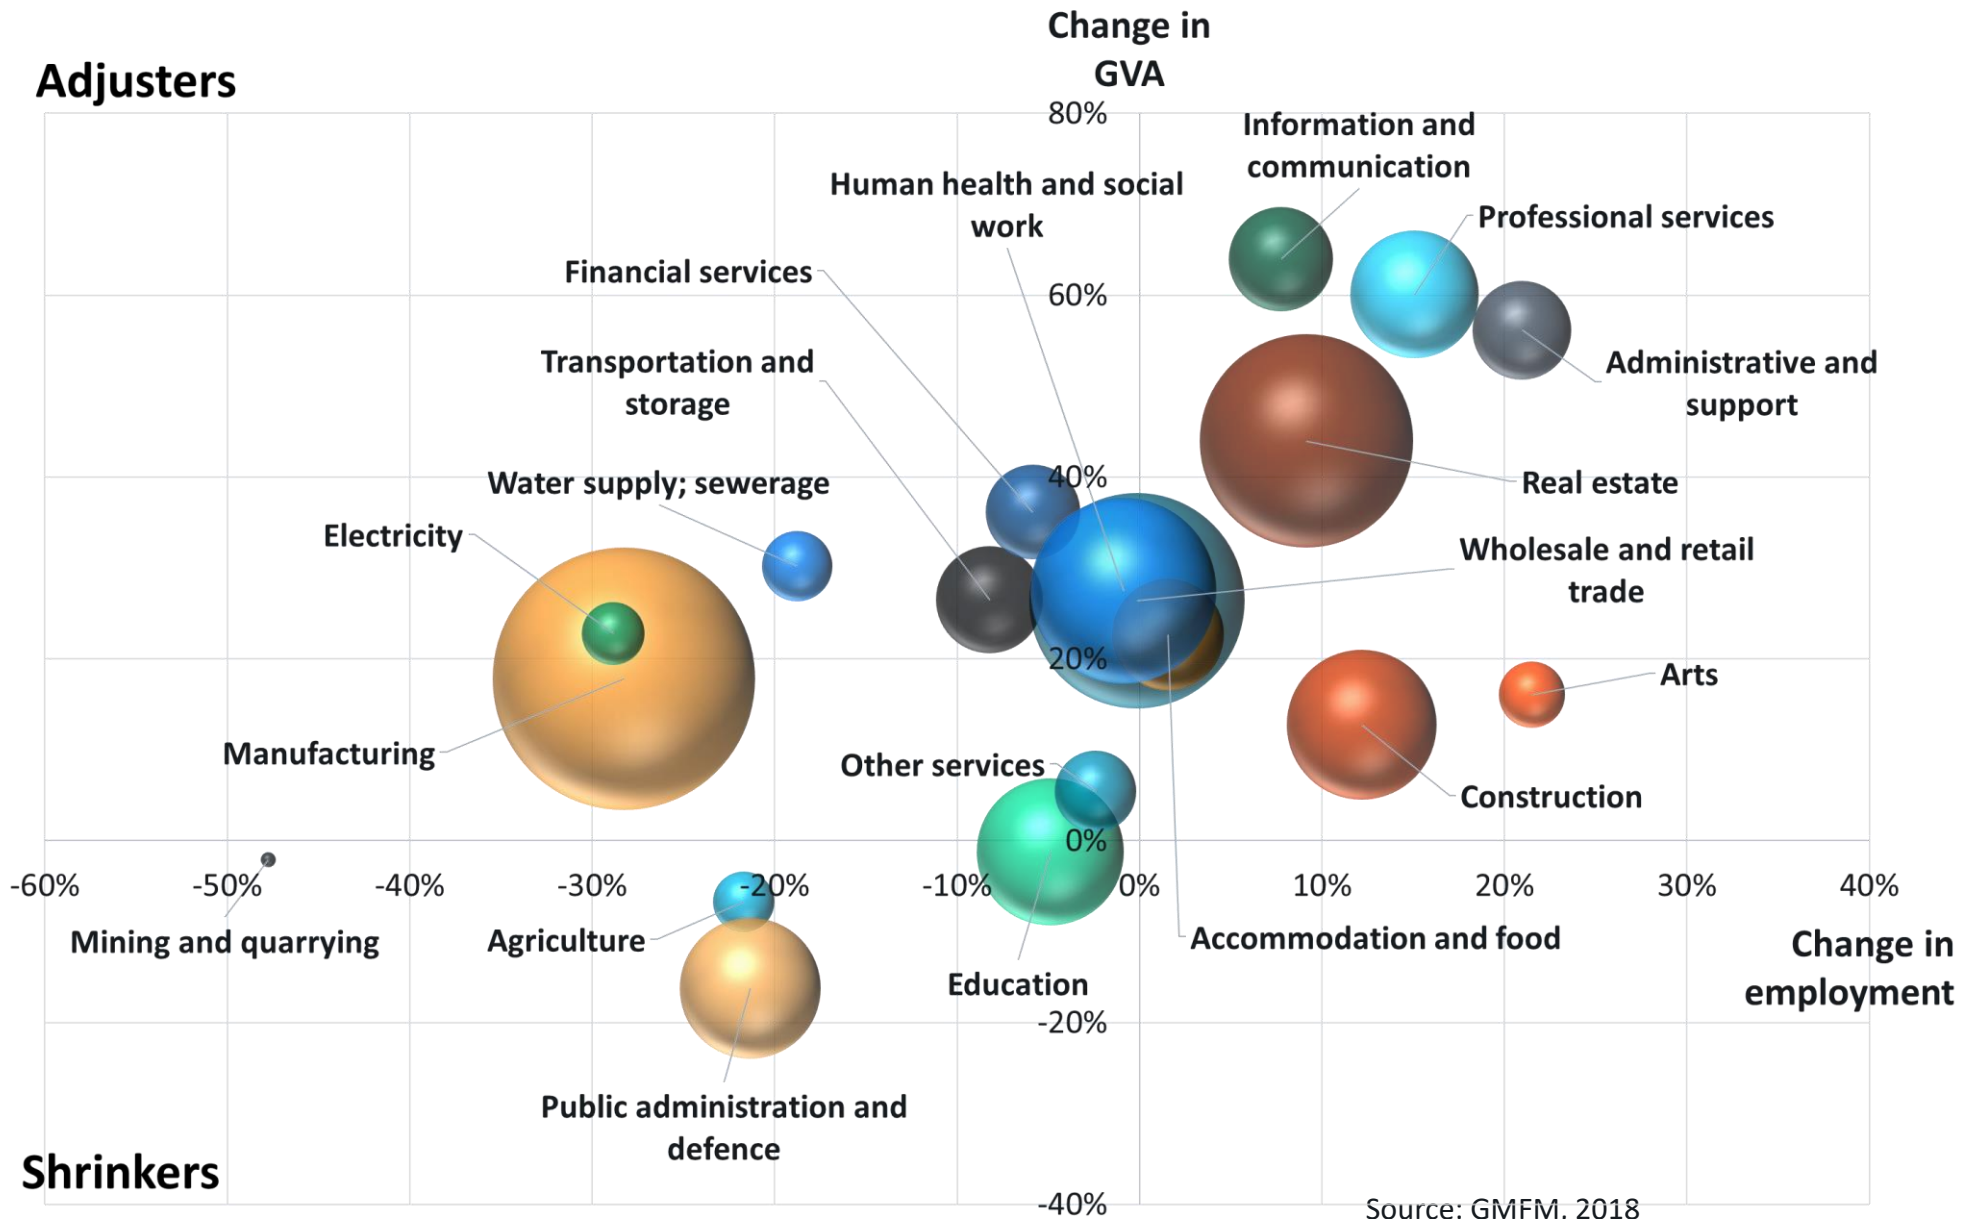 Change in
GVA
Adjusters
80%
Information and
communication
Human health and social
work
Professional services
Financial services
60%
Transportation and
storage
Administrative and
support
Water supply; sewerage
40%
Real estate
Electricity
Wholesale and retail
trade
20%
Arts
Manufacturing
Other services
Construction
0%
-60% -50% -40% -30% -20% -10% 0% 10% 20% 30% 40%
Mining and quarrying
Agriculture
Accommodation and food
Change in
employment
Education
-20%
Public administration and
defence
Shrinkers
-40%
Source: GMFM, 2018